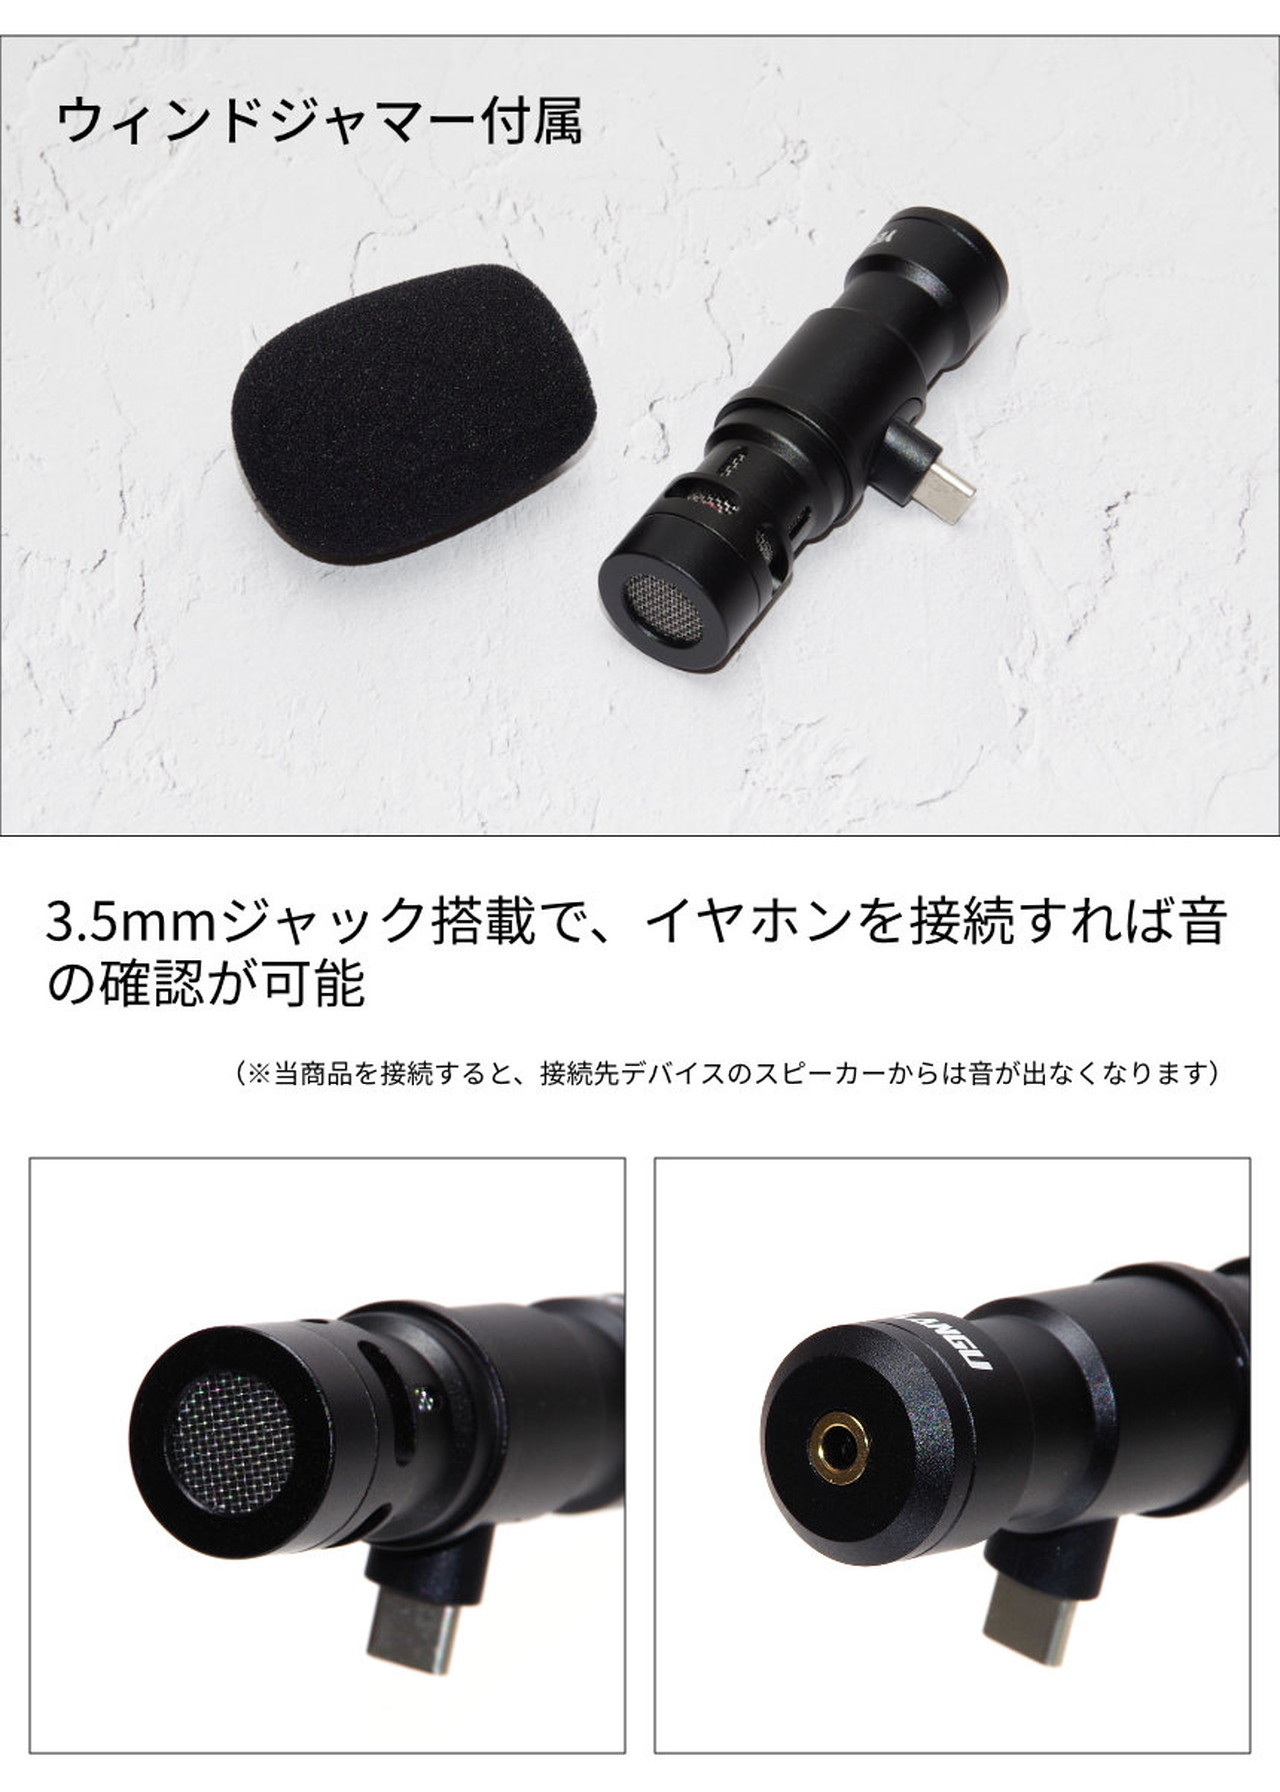 ウィンドジャマー付属
3.5mmジャック搭載で、イヤホンを接続すれば音
の確認が可能
（※当商品を接続すると、接続先デバイスのスピーカーからは音が出なくなります）